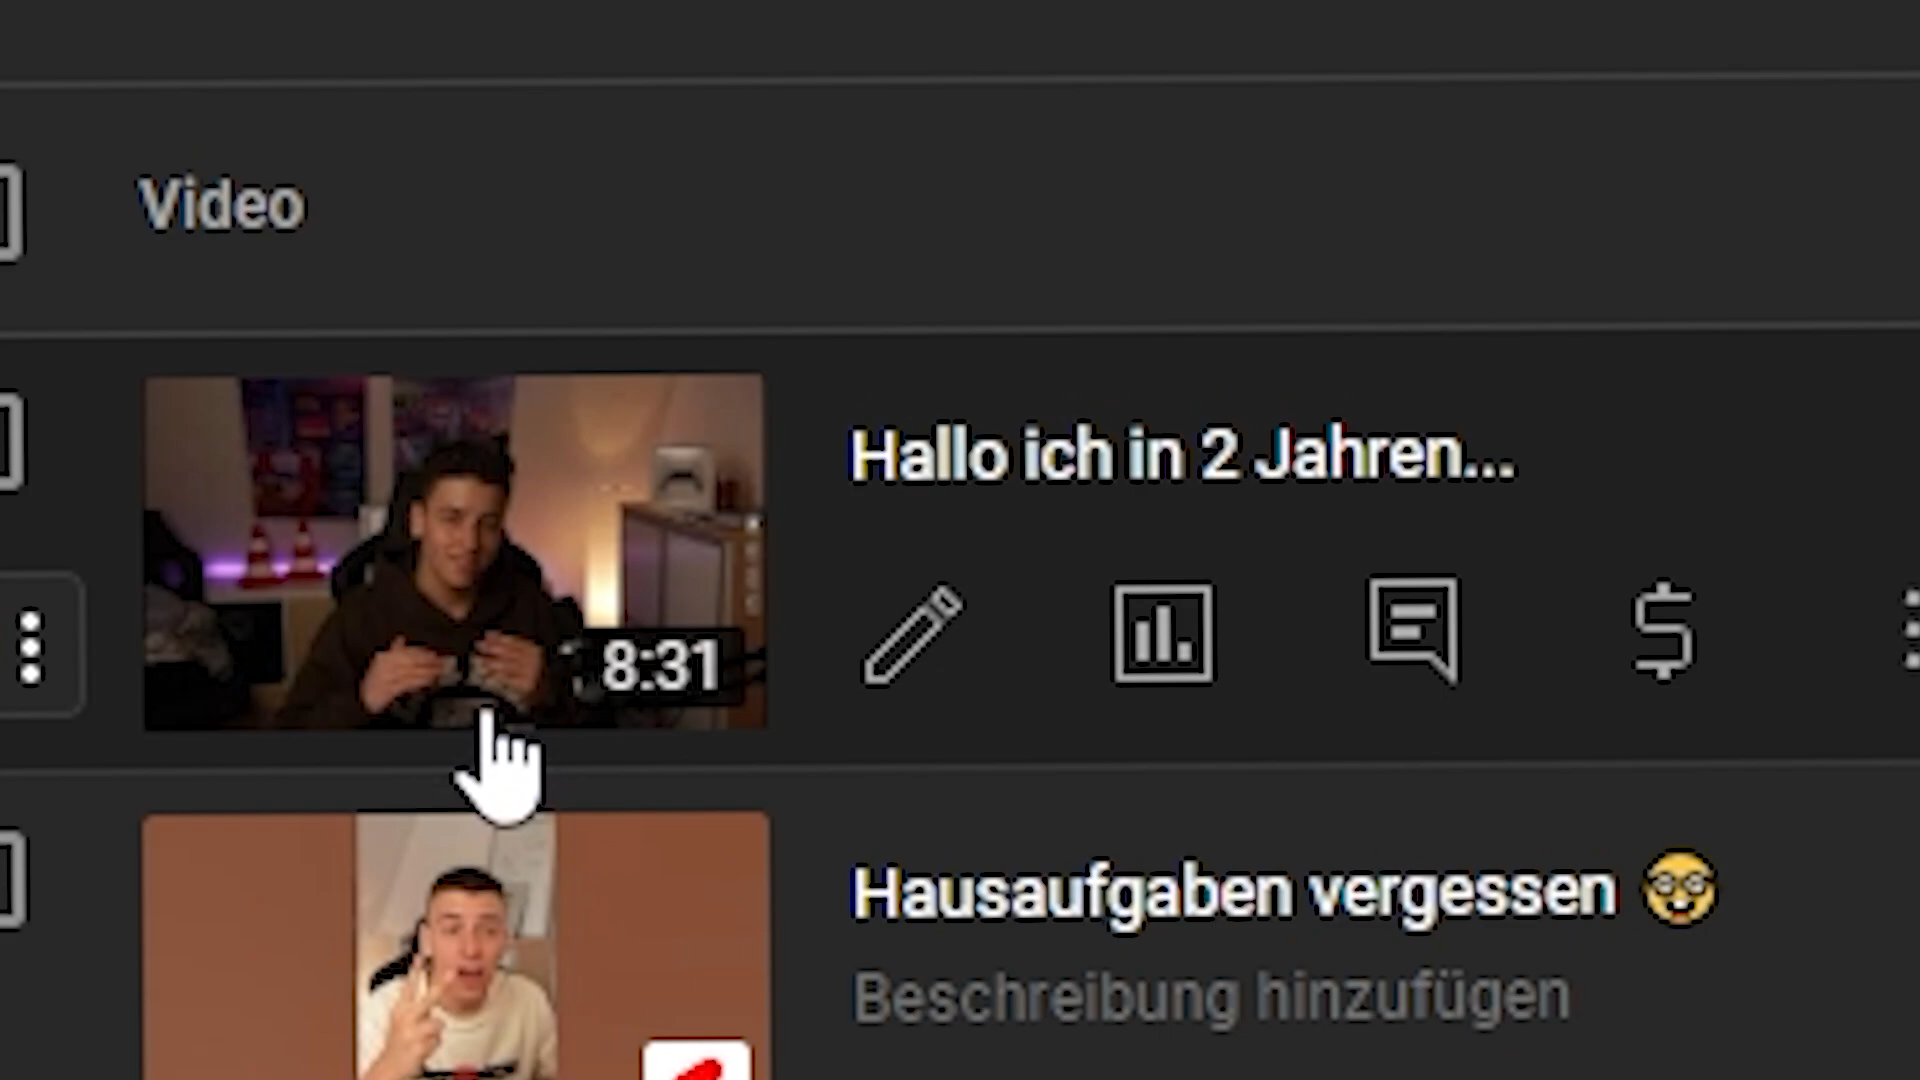 Video
Hallo ich in 2 Jahren...
8:31
Hausaufgaben vergessen 🥸
Beschreibung hinzufügen